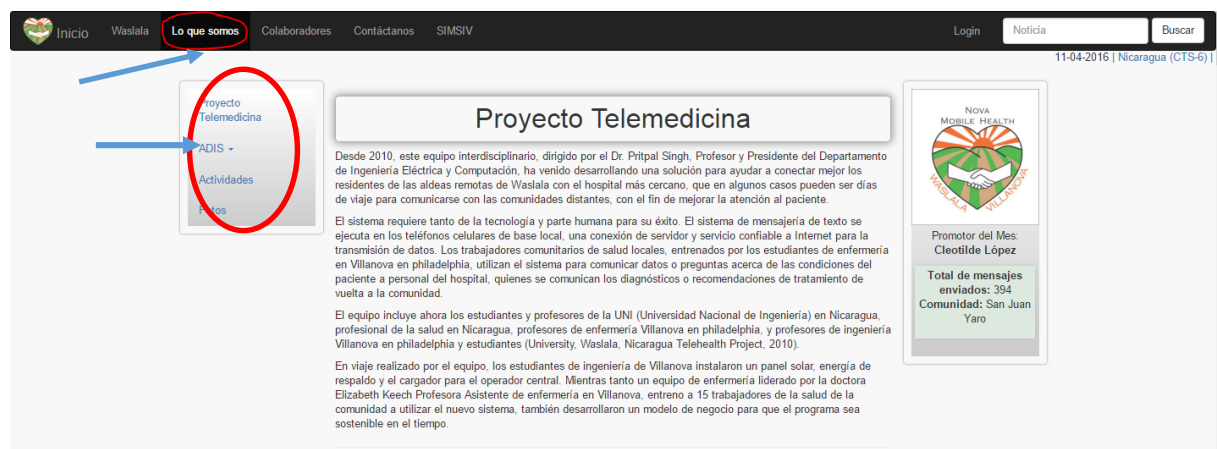 Inicio Waslala Lo que somos Colaboradores Contáctanos SIMSIV Login Noticia Buscar
11-04-2016 | Nicaragua (CTS-6) |
Proyecto
Telemedicina
ADIS
Actividades
Fotos
Proyecto Telemedicina
Desde 2010, este equipo interdisciplinario, dirigido por el Dr. Pritpal Singh, Profesor y Presidente del Departamento
de Ingeniería Eléctrica y Computación, ha venido desarrollando una solución para ayudar a conectar mejor los
residentes de las aldeas remotas de Waslala con el hospital más cercano, que en algunos casos pueden ser días
de viaje para comunicarse con las comunidades distantes, con el fin de mejorar la atención al paciente.
El sistema requiere tanto de la tecnología y parte humana para su éxito. El sistema de mensajería de texto se
ejecuta en los teléfonos celulares de base local, una conexión de servidor y servicio confiable a Internet para la
transmisión de datos. Los trabajadores comunitarios de salud locales, entrenados por los estudiantes de enfermería
en Villanova en philadelphia, utilizan el sistema para comunicar datos o preguntas acerca de las condiciones del
paciente a personal del hospital, quienes se comunican los diagnósticos o recomendaciones de tratamiento de
vuelta a la comunidad.
El equipo incluye ahora los estudiantes y profesores de la UNI (Universidad Nacional de Ingeniería) en Nicaragua,
profesional de la salud en Nicaragua, profesores de enfermería Villanova en philadelphia, y profesores de ingeniería
Villanova en philadelphia y estudiantes (University, Waslala, Nicaragua Telehealth Project, 2010).
En viaje realizado por el equipo, los estudiantes de ingeniería de Villanova instalaron un panel solar, energía de
respaldo y el cargador para el operador central. Mientras tanto un equipo de enfermería liderado por la doctora
Elizabeth Keech Profesora Asistente de enfermería en Villanova, entreno a 15 trabajadores de la salud de la
comunidad a utilizar el nuevo sistema, también desarrollaron un modelo de negocio para que el programa sea
sostenible en el tiempo.
NOVA
MOBILE HEALTH
WASLALA VILLANOVA
Promotor del Mes:
Cleotilde López
Total de mensajes
enviados: 394
Comunidad: San Juan
Yaro